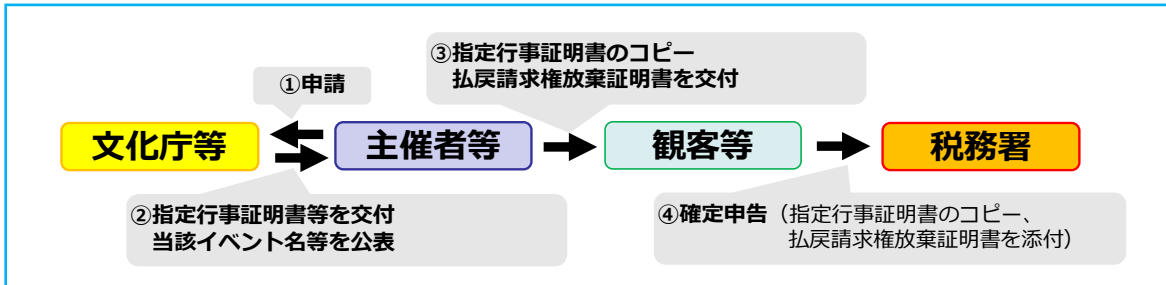 ③指定行事証明書のコピー
払戻請求権放棄証明書を交付
①申請
文化庁等
主催者等
観客等
税務署
②指定行事証明書等を交付
当該イベント名等を公表
④確定申告（指定行事証明書のコピー、
払戻請求権放棄証明書を添付）